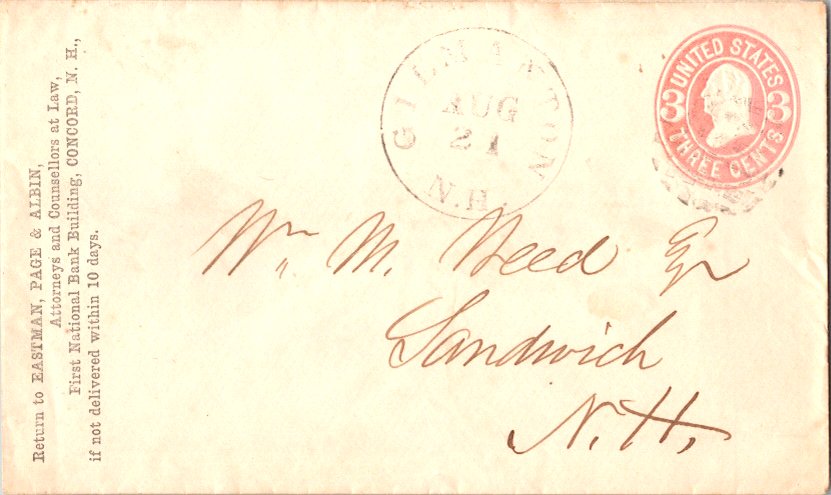 Return to EASTMAN, PAGE & ALBIN,
Attorneys and Counsellors at Law,
First National Bank Building, CONCORD, N. H.,
if not delivered within 10 days.
GILMANTON
AUG
21
N.H.
UNITED STATES
3 3
THREE CENTS
Wm. M. Weed Esqr
Sandwich
N. H.,